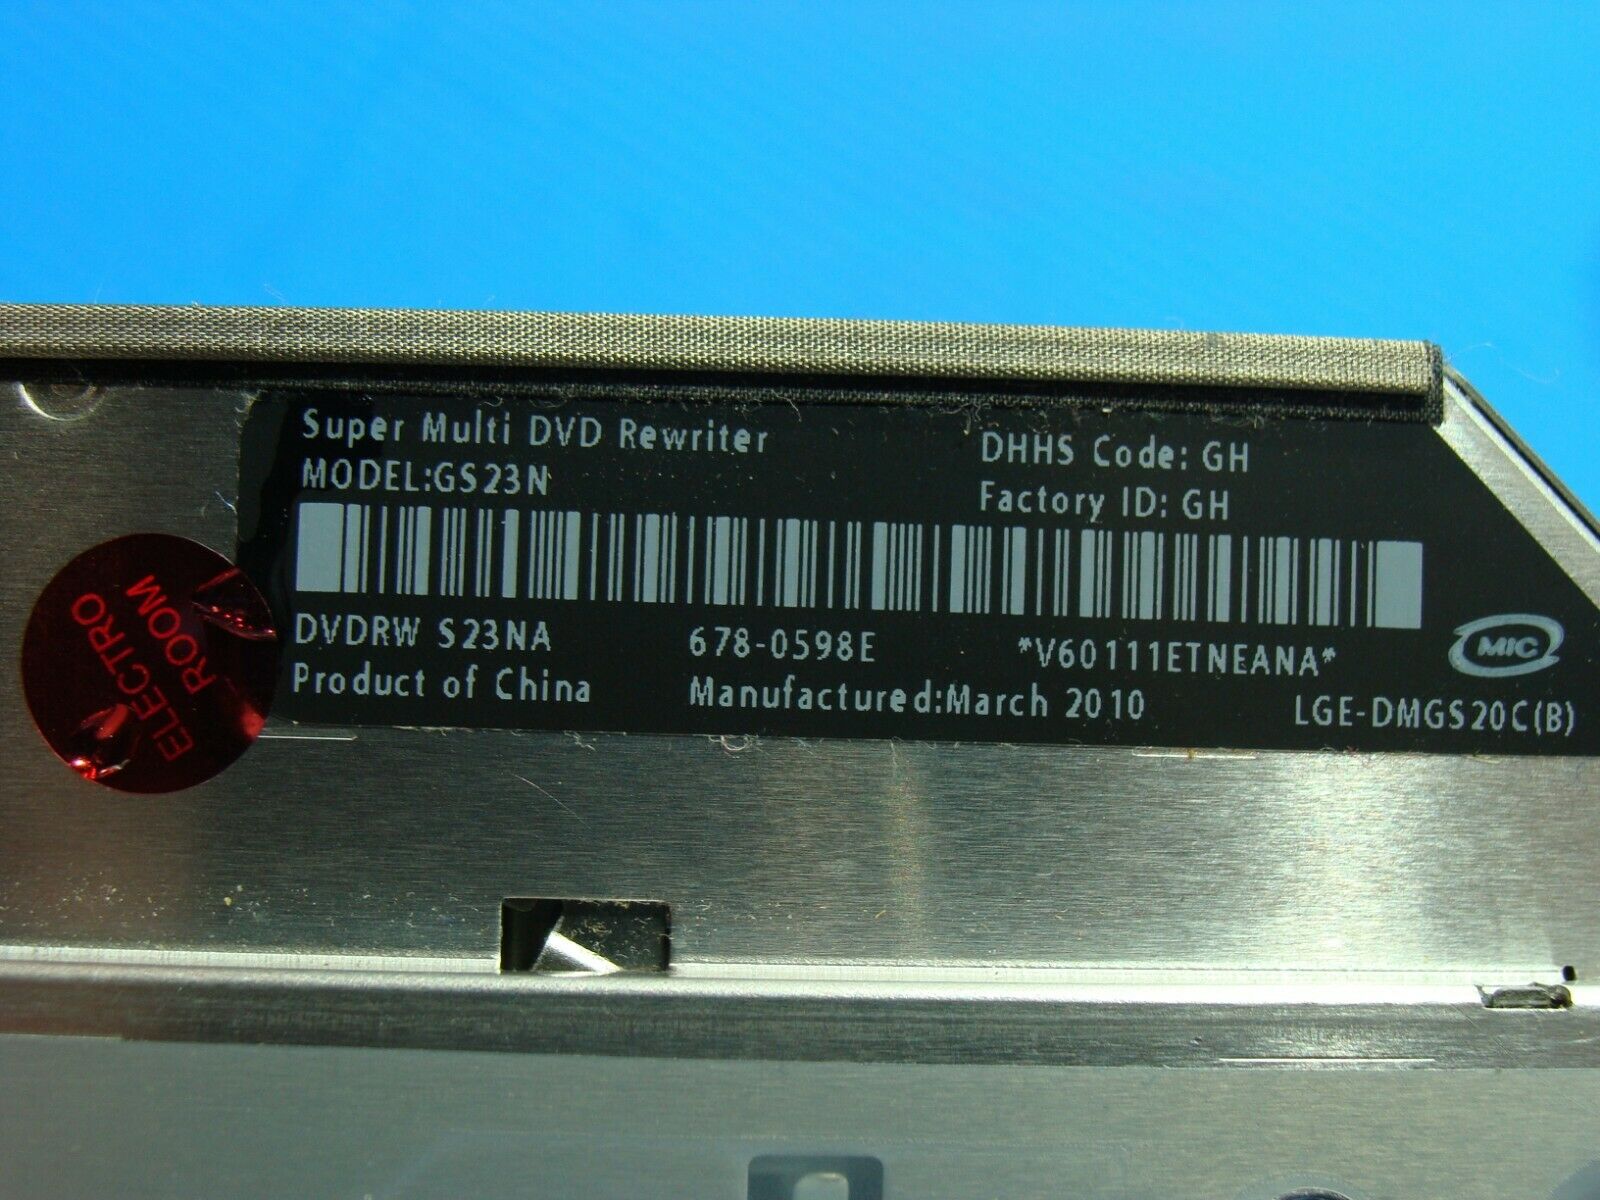 Super Multi DVD Rewriter
MODEL:GS23N
DHHS Code: GH
Factory ID: GH
DVDRW S23NA
678-0598E
*V60111ETNEANA*
Product of China
Manufactured:March 2010
MIC
LGE-DMGS20C(B)
ELECTRO
ROOM